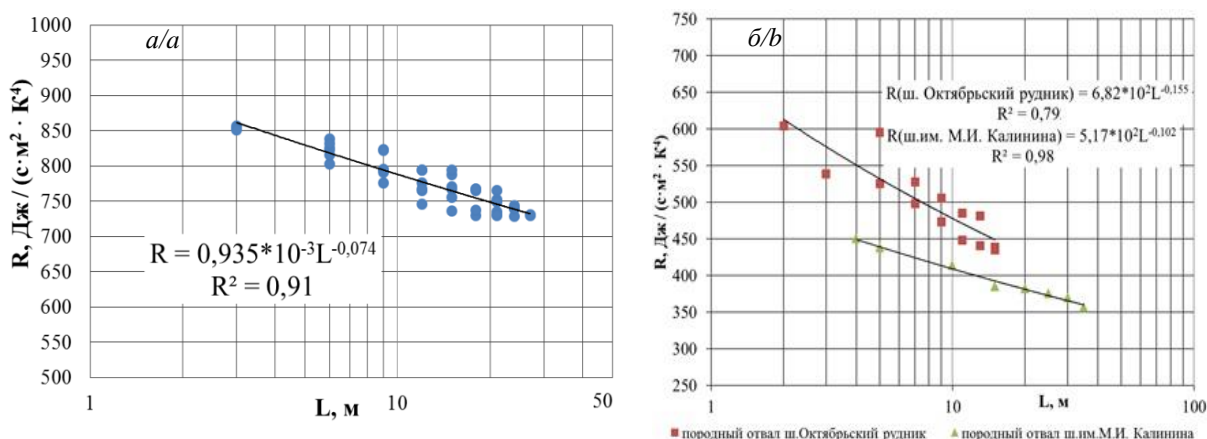 a/a
R, Дж / (с·м² · К⁴)
1000
950
900
850
800
750
700
650
600
550
500
R = 0,935*10⁻³L⁻⁰,⁰⁷⁴
R² = 0,91
1
10
50
L, м
б/b
R, Дж / (с·м² · К⁴)
750
700
650
600
550
500
450
400
350
300
250
R(ш. Октябрьский рудник) = 6,82*10²L⁻⁰,¹⁵⁵
R² = 0,79
R(ш.им. М.И. Калинина) = 5,17*10²L⁻⁰,¹⁰²
R² = 0,98
1
10
100
L, м
породный отвал ш.Октябрьский рудник
породный отвал ш.им.М.И. Калинина